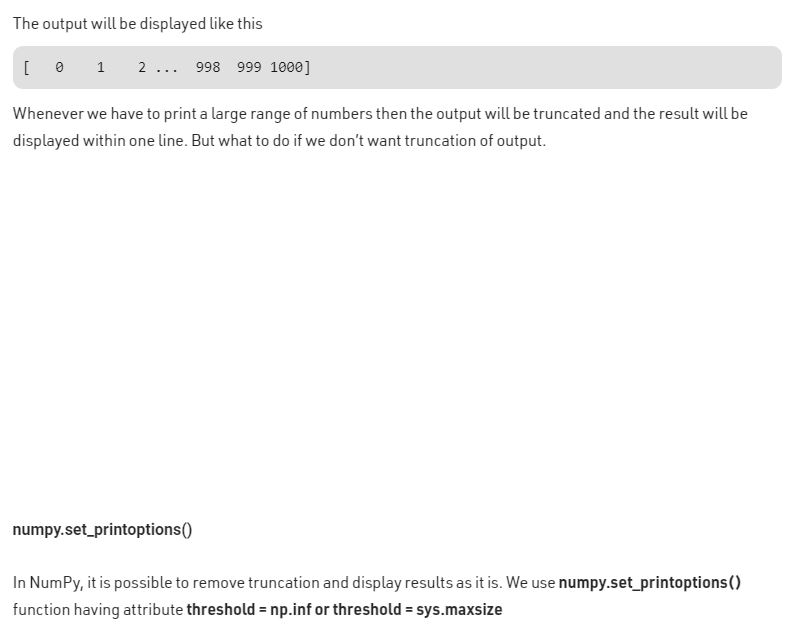 The output will be displayed like this
[   0    1    2 ...  998  999 1000]
Whenever we have to print a large range of numbers then the output will be truncated and the result will be
displayed within one line. But what to do if we don’t want truncation of output.
numpy.set_printoptions()
In NumPy, it is possible to remove truncation and display results as it is. We use numpy.set_printoptions()
function having attribute threshold = np.inf or threshold = sys.maxsize